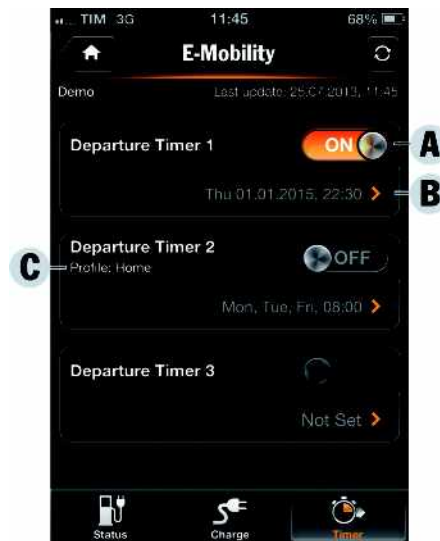 TIM 3G 11:45 68%
E-Mobility
Demo Last update: 25.07.2013, 11:45
Departure Timer 1 ON A
Thu 01.01.2015, 22:30 > B
Departure Timer 2
C Profile: Home OFF
Mon, Tue, Fri, 08:00 >
Departure Timer 3
Not Set >
Status Charge Timer